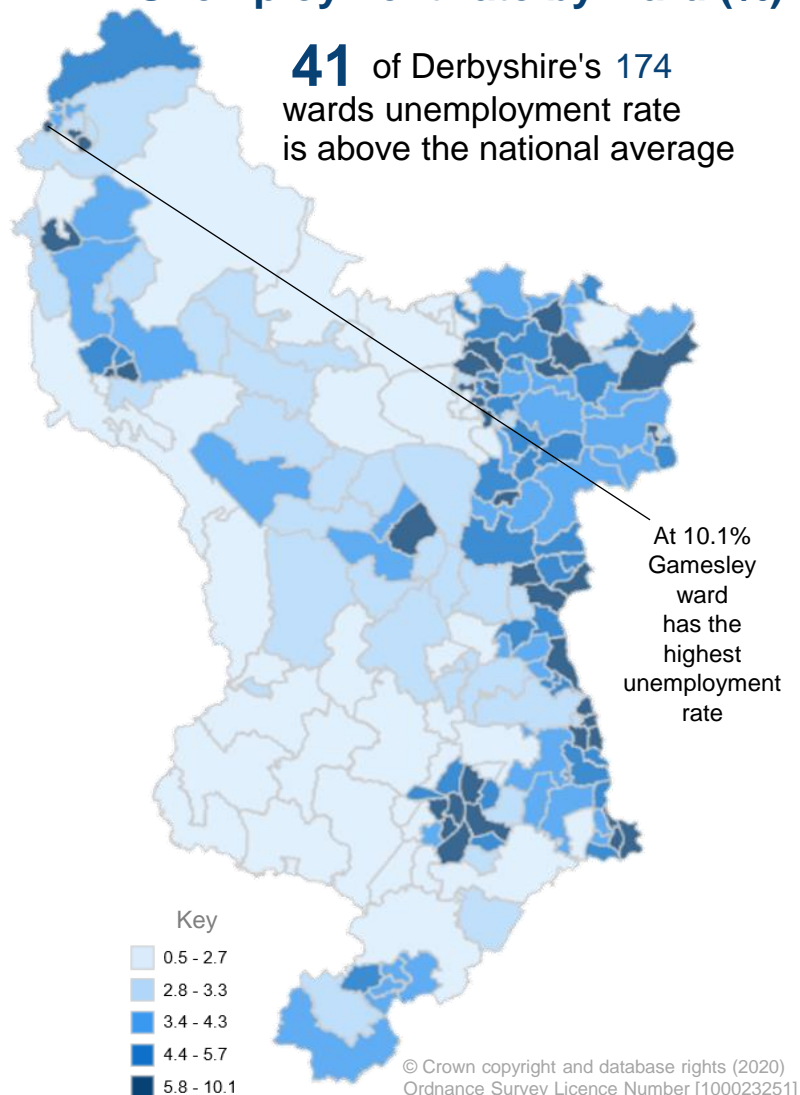 41 of Derbyshire's 174
wards unemployment rate
is above the national average
At 10.1%
Gamesley
ward
has the
highest
unemployment
rate
Key
0.5 - 2.7
2.8 - 3.3
3.4 - 4.3
4.4 - 5.7
5.8 - 10.1
© Crown copyright and database rights (2020)
Ordnance Survey Licence Number [100023251]